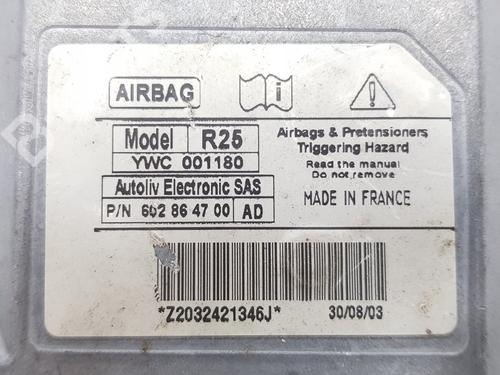 AIRBAG
Model R25
YWC 001180
Autoliv Electronic SAS
P/N 602 86 47 00 AD
Airbags & Pretensioners
Triggering Hazard
Read the manual
Do not remove
MADE IN FRANCE
*Z2032421346J*
30/08/03